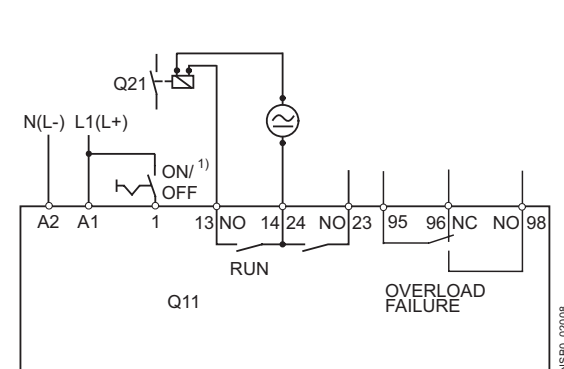 Q21
N(L-) L1(L+)
ON/ 1)
OFF
A2 A1 1 13 NO 14 24 NO 23 95 96 NC NO 98
RUN
Q11
OVERLOAD
FAILURE